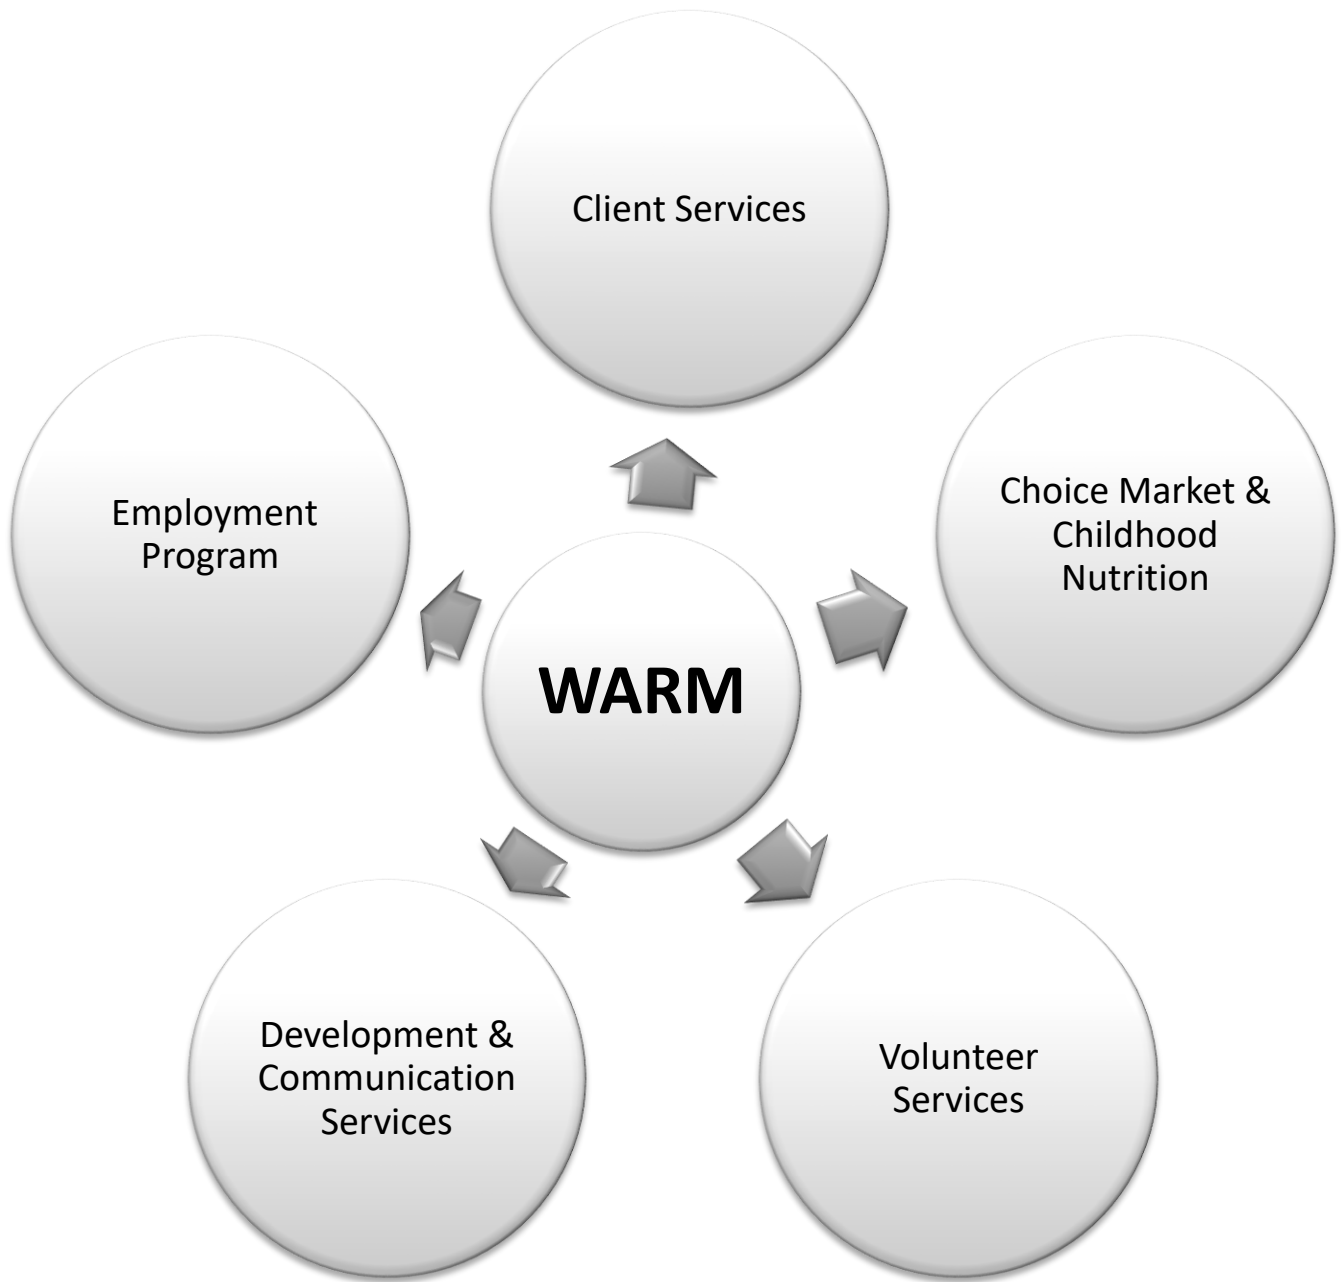 Client Services
Employment
Program
Choice Market &
Childhood
Nutrition
WARM
Development &
Communication
Services
Volunteer
Services